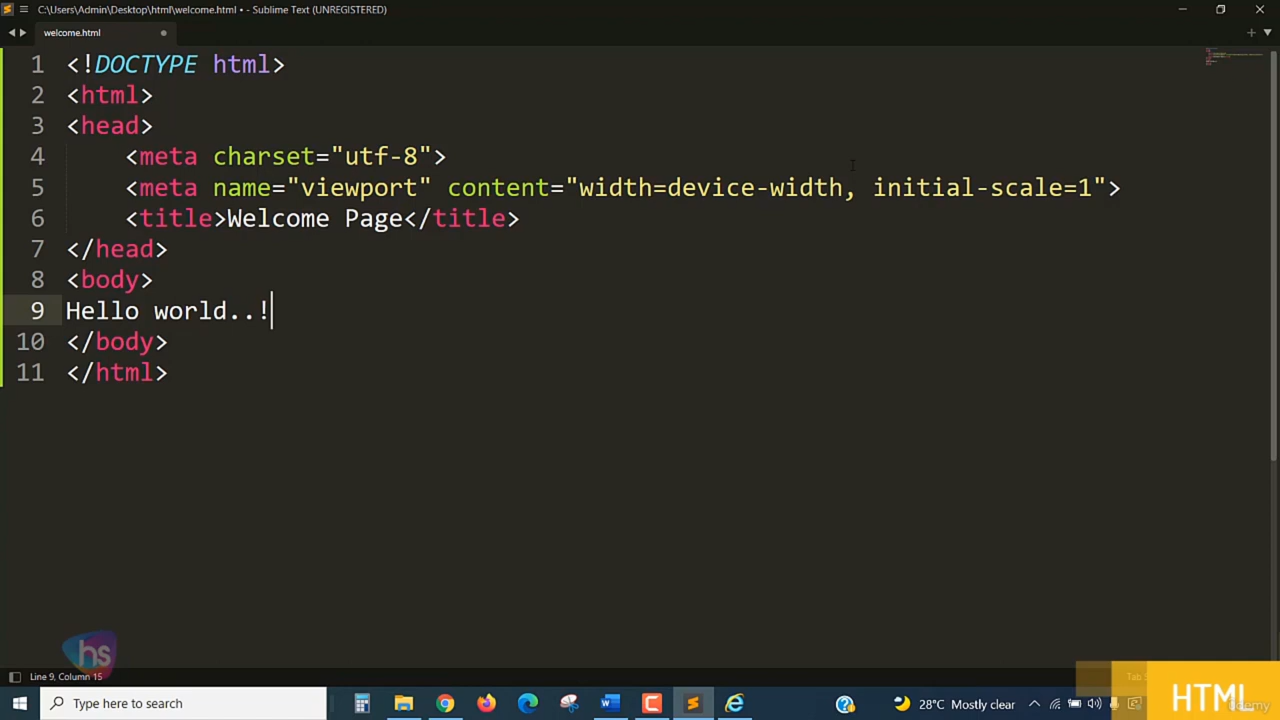 C:\Users\Admin\Desktop\html\welcome.html • - Sublime Text (UNREGISTERED)
welcome.html
1 <!DOCTYPE html>
2 <html>
3 <head>
4 <meta charset="utf-8">
5 <meta name="viewport" content="width=device-width, initial-scale=1">
6 <title>Welcome Page</title>
7 </head>
8 <body>
9 Hello world..!
10 </body>
11 </html>
hs
Line 9, Column 15
Tab
Type here to search
28°C Mostly clear
HTML
Udemy